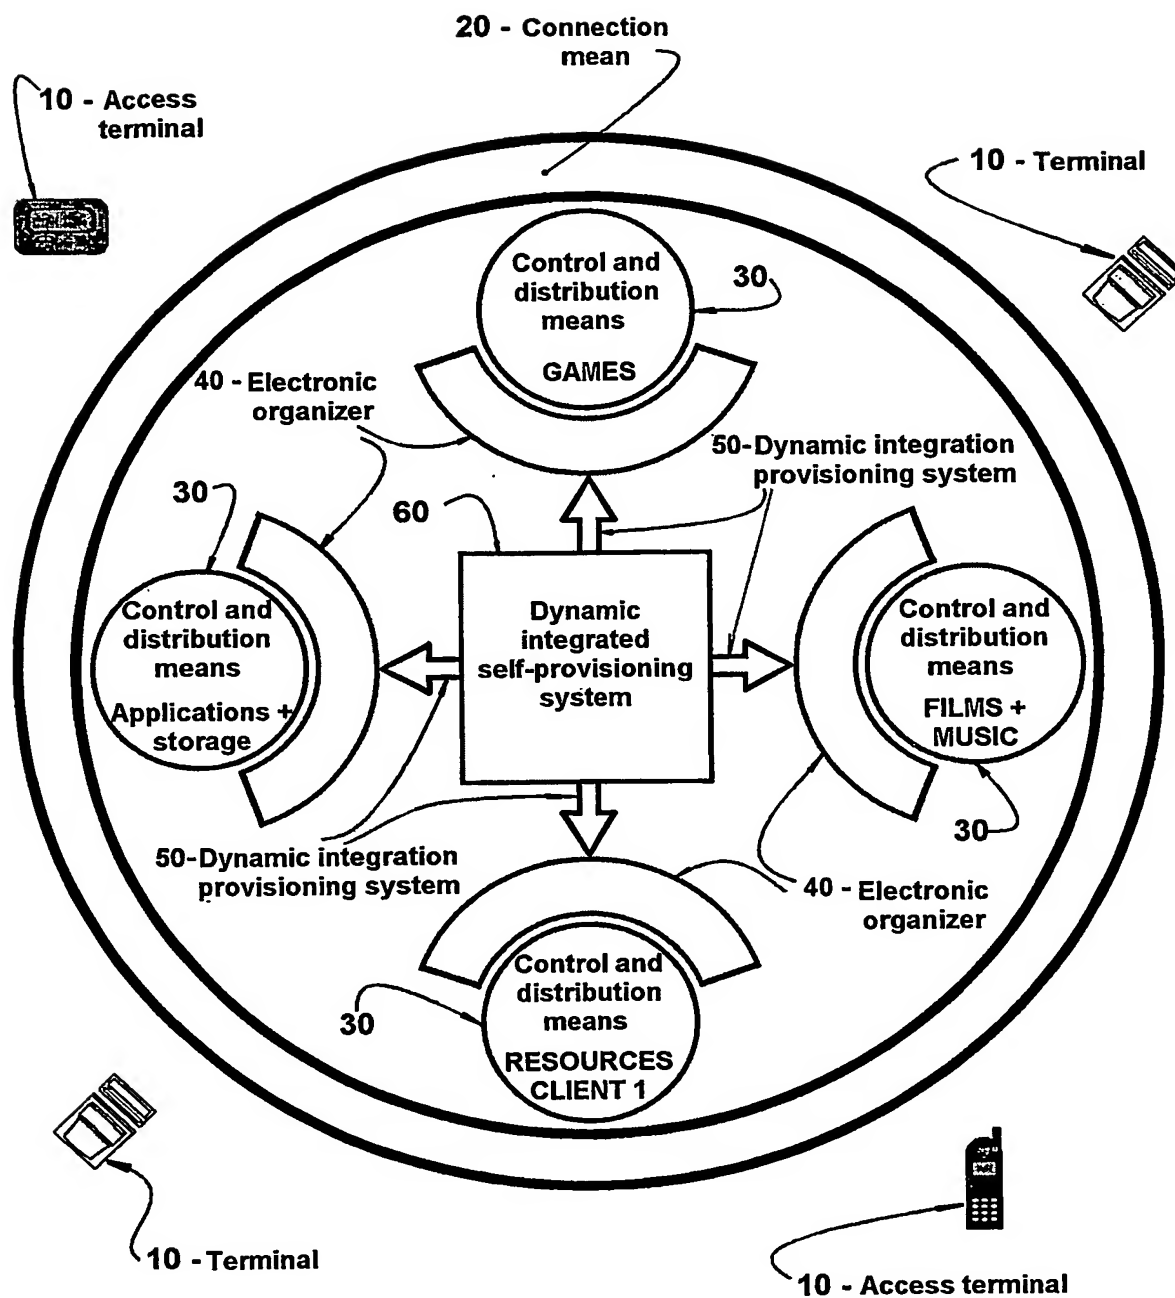 20 - Connection
mean
10 - Access
terminal
10 - Terminal
Control and
distribution
means
GAMES
30
40 - Electronic
organizer
50-Dynamic integration
provisioning system
30
60
Control and
distribution
means
Applications +
storage
Dynamic
integrated
self-provisioning
system
Control and
distribution
means
FILMS +
MUSIC
30
50-Dynamic integration
provisioning system
40 - Electronic
organizer
Control and
distribution
means
RESOURCES
CLIENT 1
30
10 - Terminal
10 - Access terminal